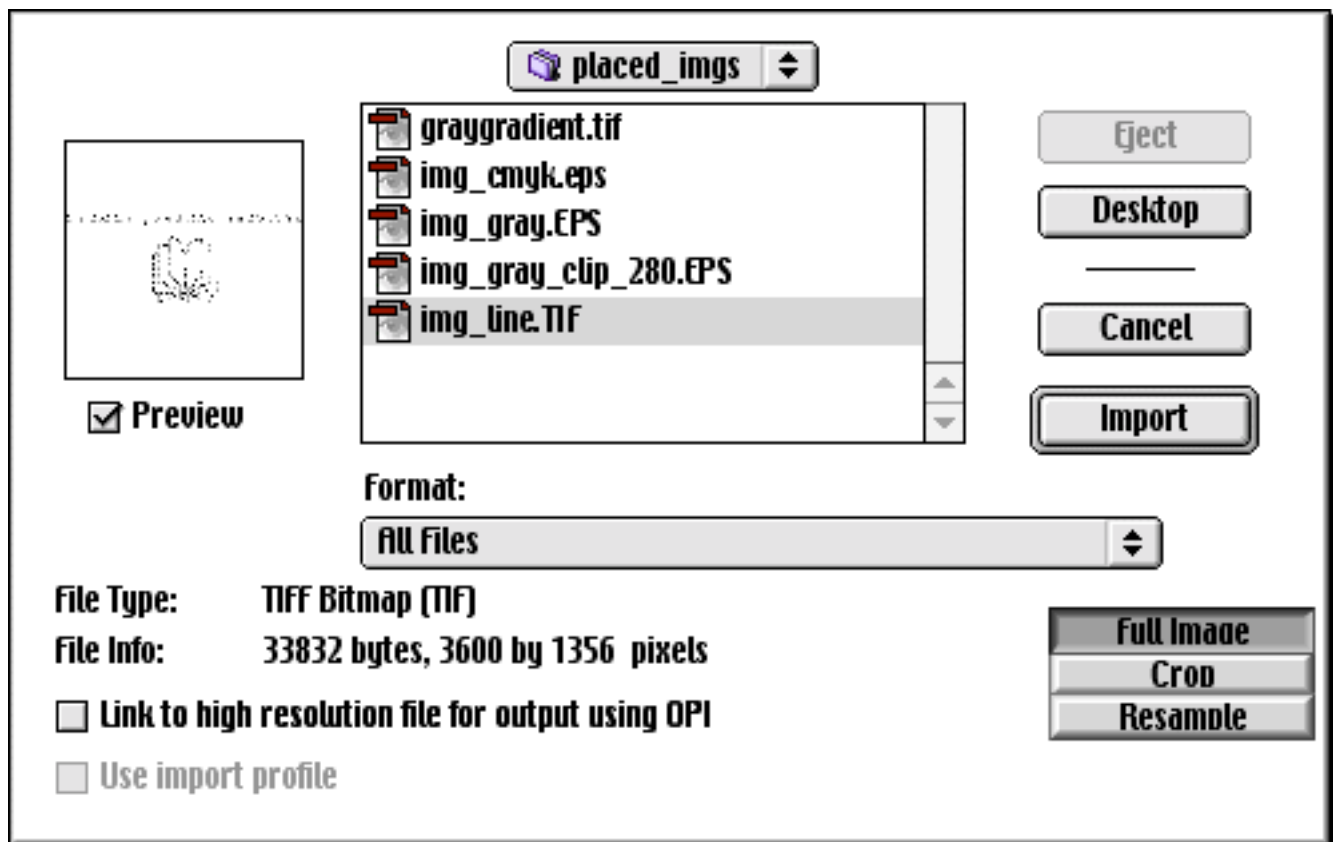 placed_imgs
graygradient.tif
img_cmyk.eps
img_gray.EPS
img_gray_clip_280.EPS
img_line.TIF
Eject
Desktop
Cancel
Import
Preview
Format:
All Files
File Type: TIFF Bitmap (TIF)
File Info: 33832 bytes, 3600 by 1356 pixels
Link to high resolution file for output using OPI
Use import profile
Full Image
Crop
Resample